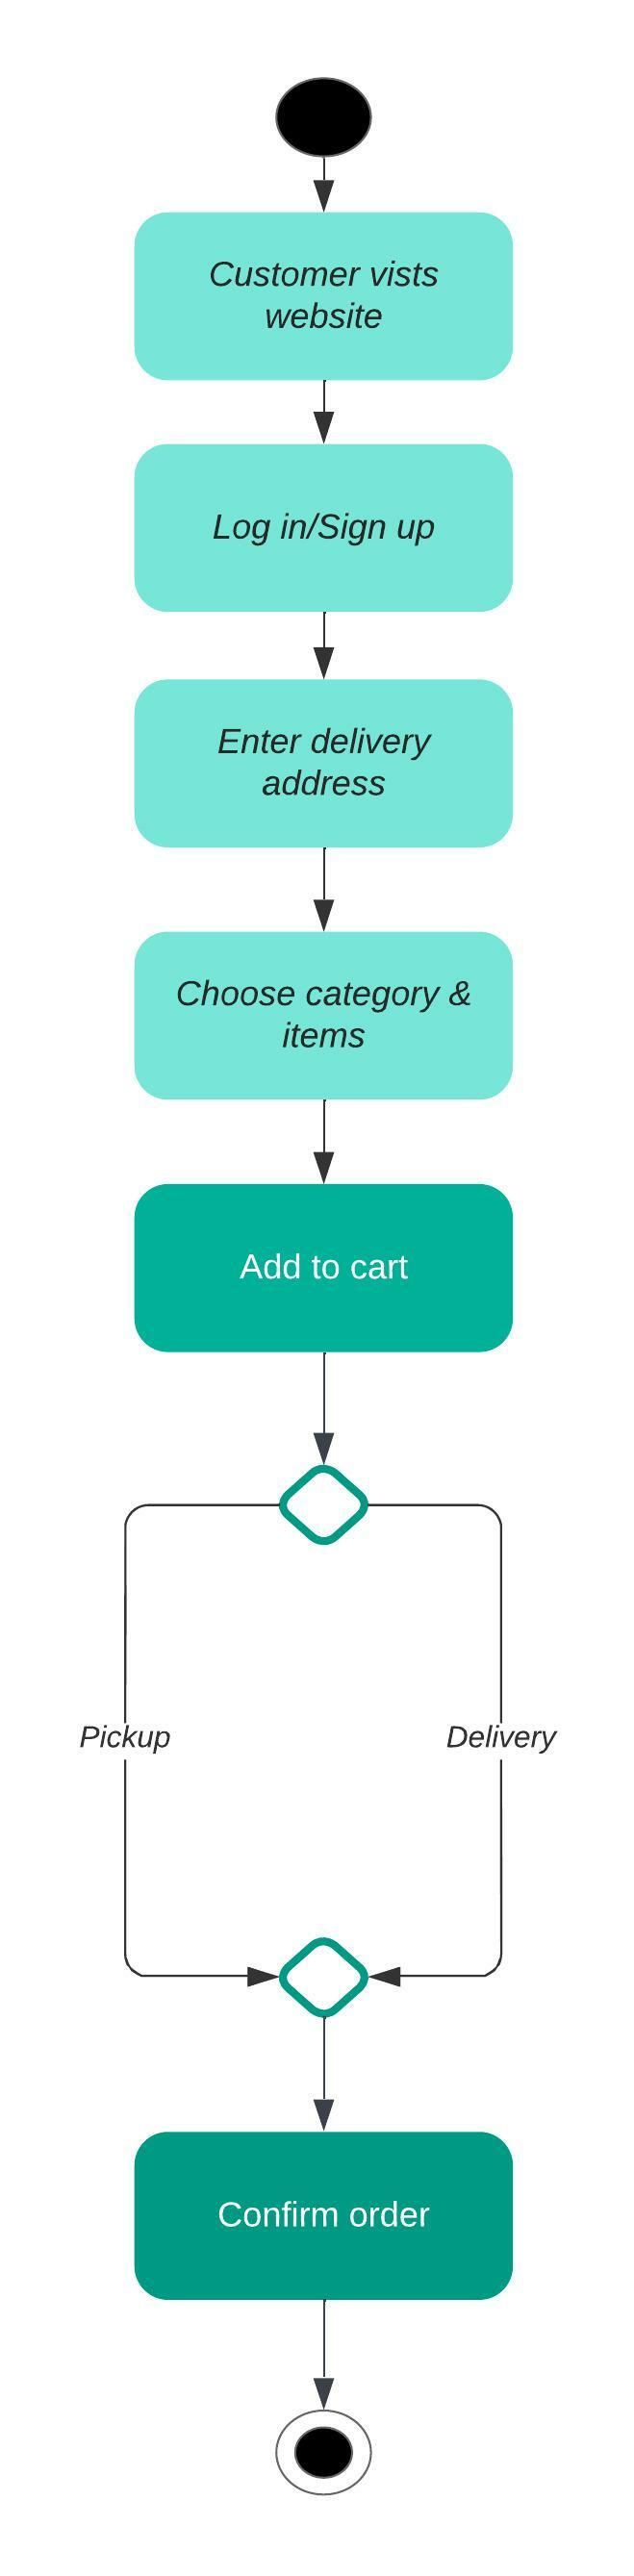 Customer vists
website
Log in/Sign up
Enter delivery
address
Choose category &
items
Add to cart
Pickup
Delivery
Confirm order